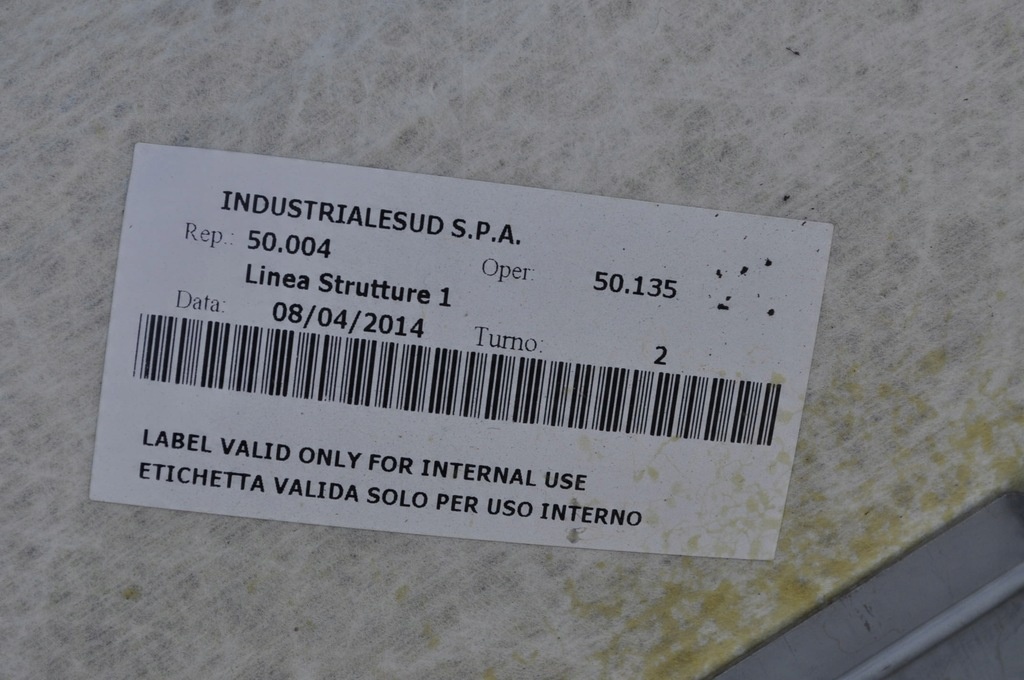 INDUSTRIALESUD S.P.A.
Rep.: 50.004 Oper: 50.135
Linea Strutture 1
Data: 08/04/2014 Turno: 2
LABEL VALID ONLY FOR INTERNAL USE
ETICHETTA VALIDA SOLO PER USO INTERNO